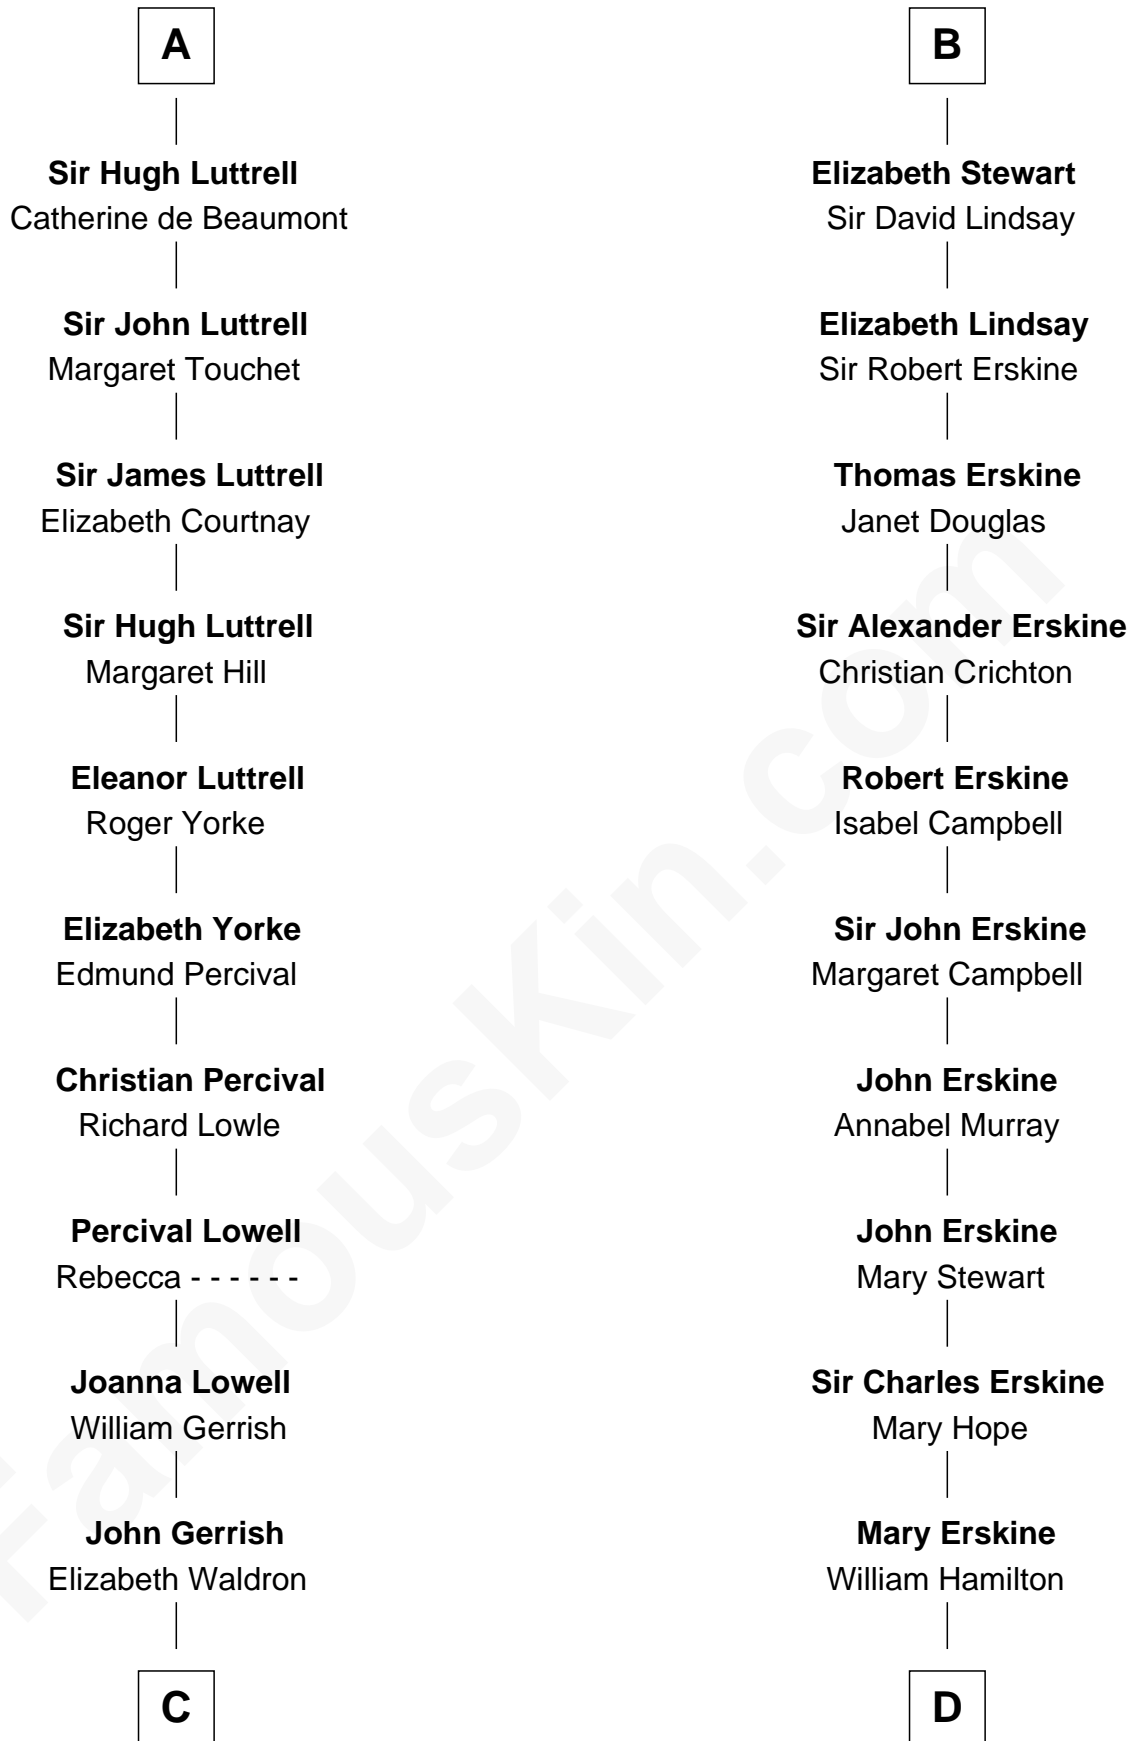 A
Sir Hugh Luttrell
Catherine de Beaumont
Sir John Luttrell
Margaret Touchet
Sir James Luttrell
Elizabeth Courtnay
Sir Hugh Luttrell
Margaret Hill
Eleanor Luttrell
Roger Yorke
Elizabeth Yorke
Edmund Percival
Christian Percival
Richard Lowle
Percival Lowell
Rebecca - - - - - -
Joanna Lowell
William Gerrish
John Gerrish
Elizabeth Waldron
C
B
Elizabeth Stewart
Sir David Lindsay
Elizabeth Lindsay
Sir Robert Erskine
Thomas Erskine
Janet Douglas
Sir Alexander Erskine
Christian Crichton
Robert Erskine
Isabel Campbell
Sir John Erskine
Margaret Campbell
John Erskine
Annabel Murray
John Erskine
Mary Stewart
Sir Charles Erskine
Mary Hope
Mary Erskine
William Hamilton
D
FamousKin.com